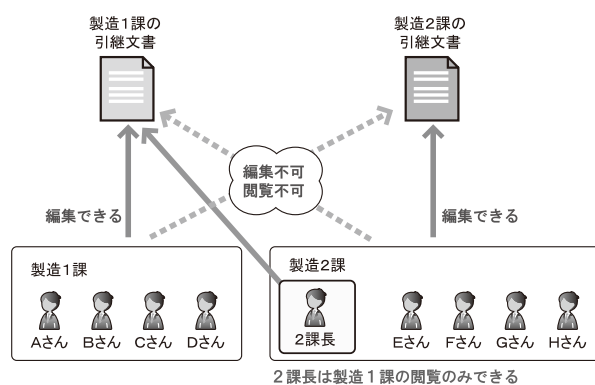 製造1課の
引継文書
製造2課の
引継文書
編集不可
閲覧不可
編集できる
編集できる
製造1課
Aさん Bさん Cさん Dさん
製造2課
2課長
Eさん Fさん Gさん Hさん
2課長は製造1課の閲覧のみできる